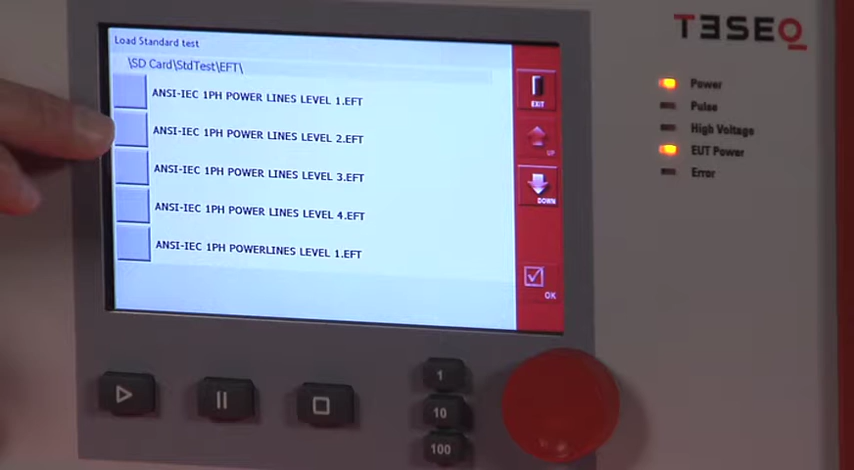 Load Standard test
\SD Card\StdTest\EFT\
ANSI-IEC 1PH POWER LINES LEVEL 1.EFT
ANSI-IEC 1PH POWER LINES LEVEL 2.EFT
ANSI-IEC 1PH POWER LINES LEVEL 3.EFT
ANSI-IEC 1PH POWER LINES LEVEL 4.EFT
ANSI-IEC 1PH POWERLINES LEVEL 1.EFT
EXIT
UP
DOWN
OK
TESEQ
Power
Pulse
High Voltage
EUT Power
Error
1
10
100